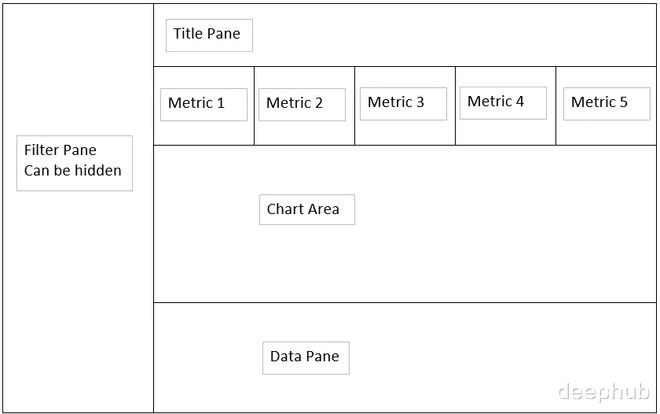 Title Pane
Metric 1
Metric 2
Metric 3
Metric 4
Metric 5
Filter Pane
Can be hidden
Chart Area
Data Pane
deephub